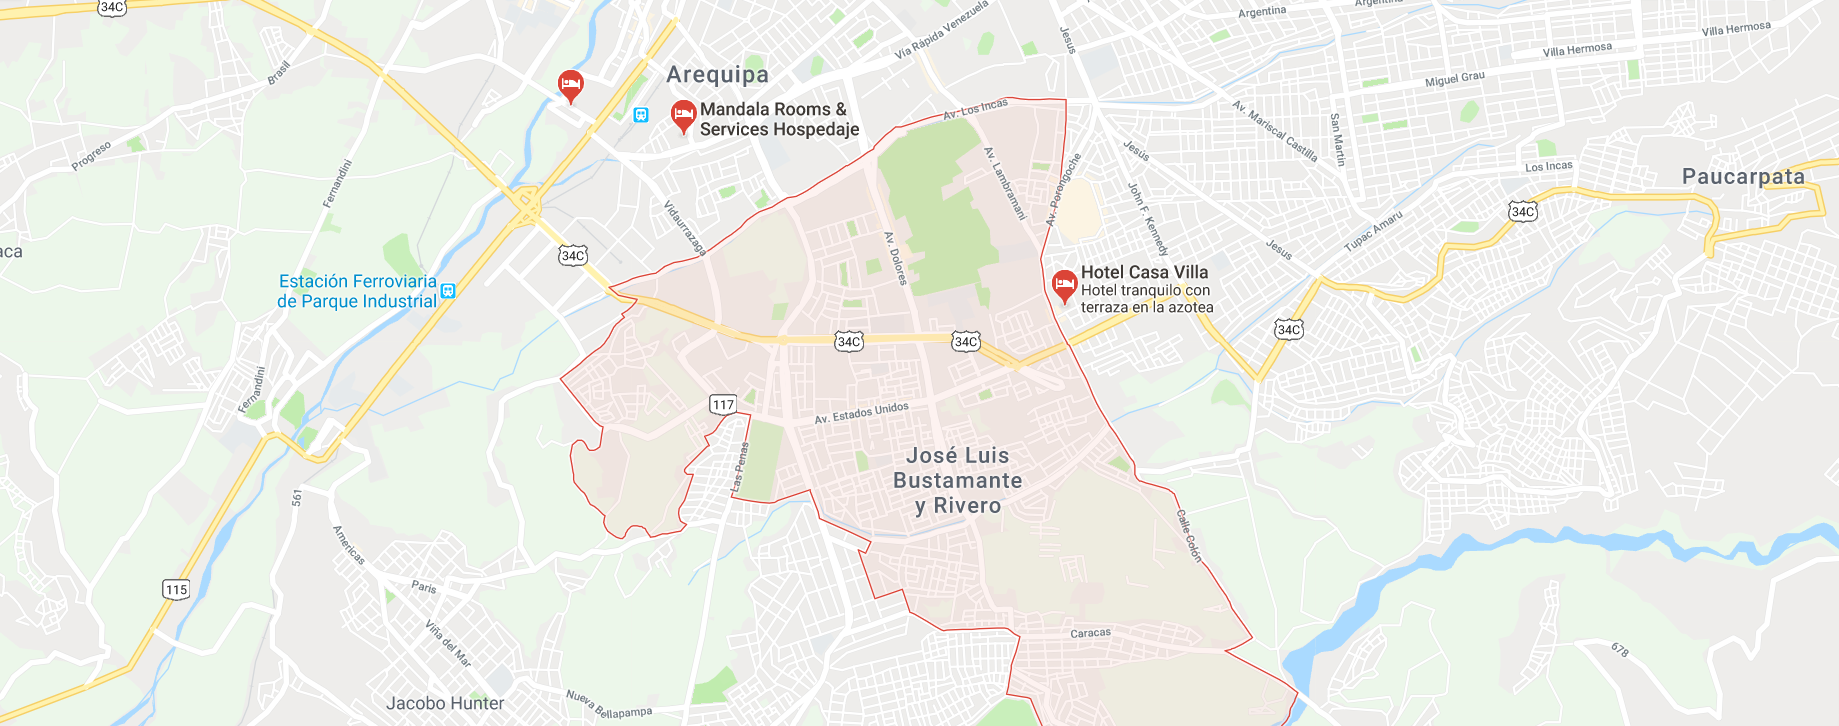 34C
Brasil
Progreso
Fernandini
Arequipa
Mandala Rooms &
Services Hospedaje
Vía Rápida Venezuela
Jesus
Argentina
Argentina
Villa Hermosa
Villa Hermosa
Miguel Grau
Av. Los Incas
Av. Mariscal Castilla
San Martín
Jesús
Los Incas
Paucarpata
Av. Lambramani
Av. Porongoche
John F. Kennedy
Vidaurrazaga
Av. Dolores
34C
34C
Tupac Amaru
Jesus
aca
Estación Ferroviaria
de Parque Industrial
Hotel Casa Villa
Hotel tranquilo con
terraza en la azotea
34C
34C
34C
Fernandini
117
Av. Estados Unidos
Las Penas
José Luis
Bustamante
y Rivero
561
Americas
Calle Colón
115
Paris
Viña del Mar
Caracas
678
Jacobo Hunter
Nueva Bellapampa